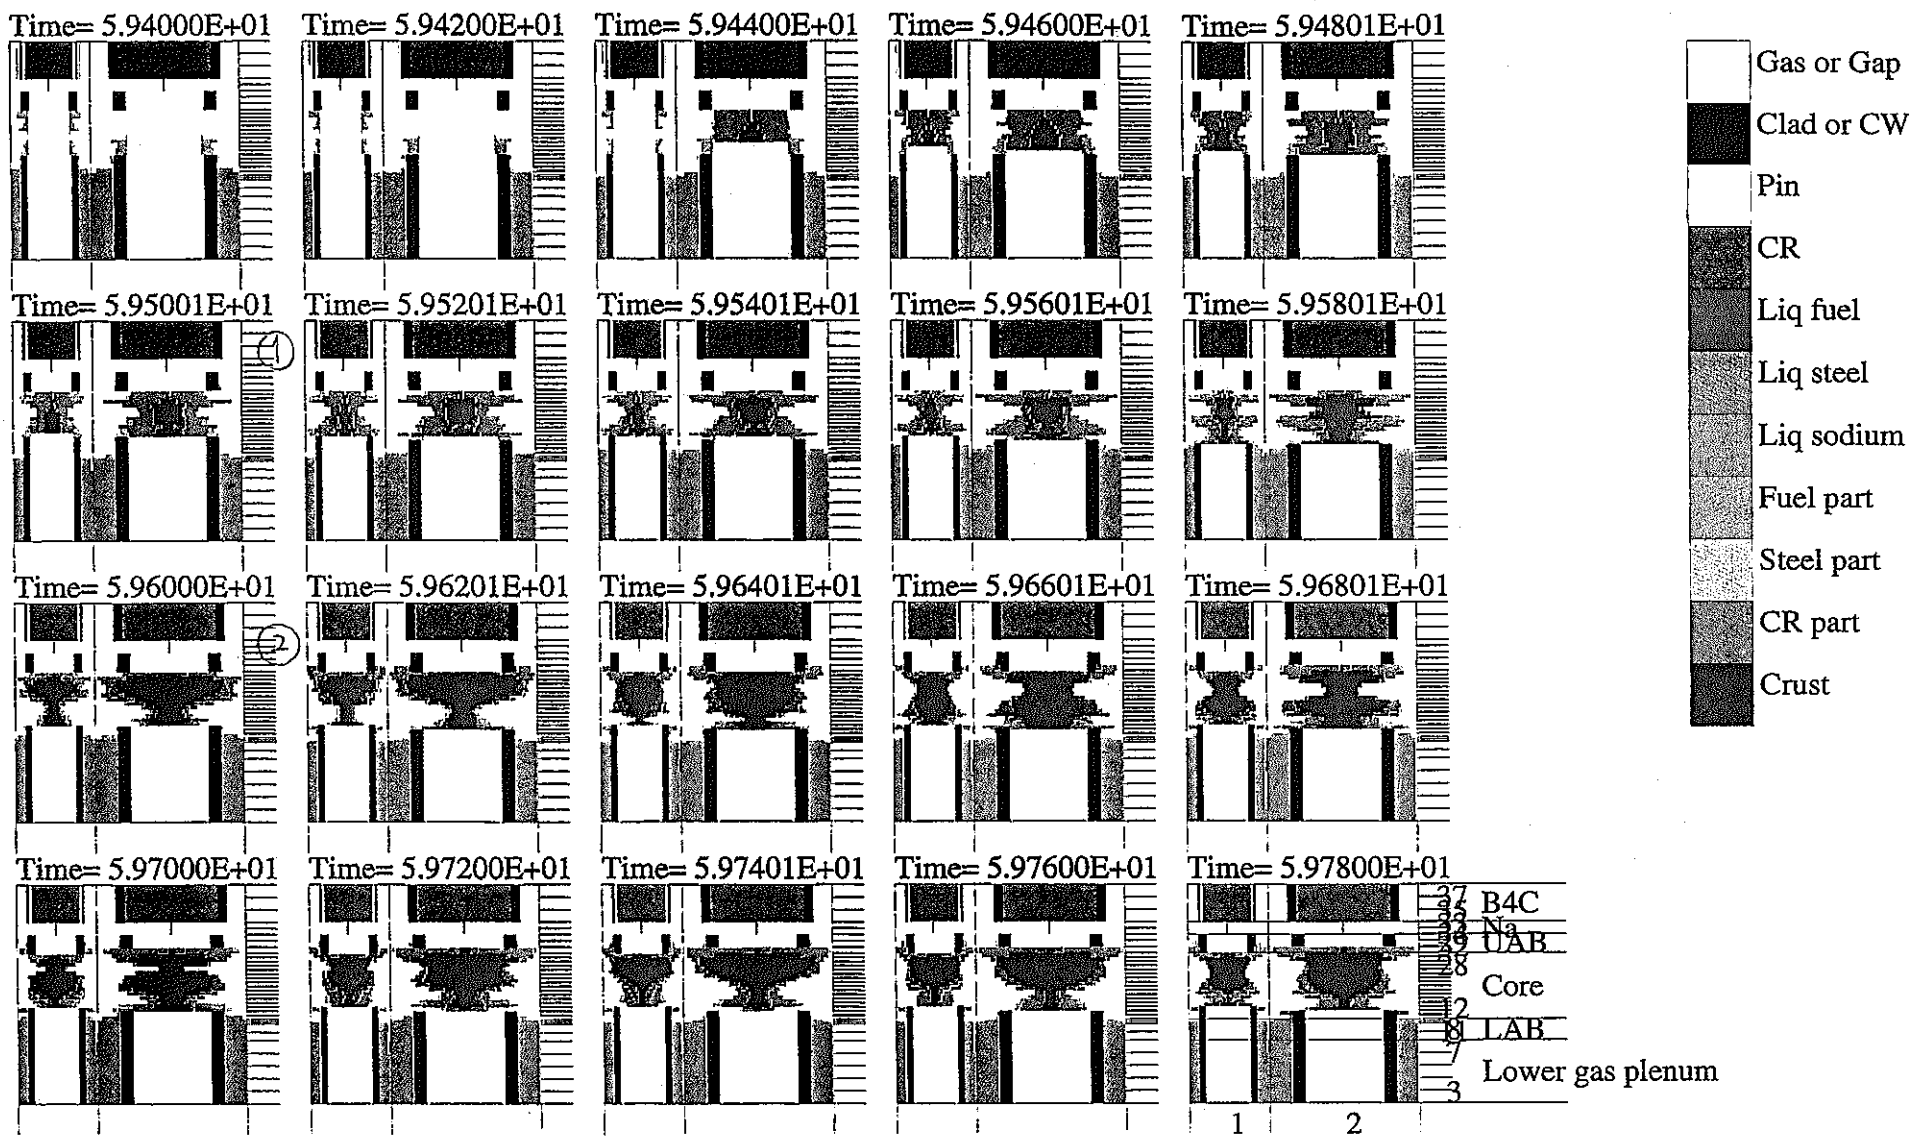 Time= 5.94000E+01
Time= 5.94200E+01
Time= 5.94400E+01
Time= 5.94600E+01
Time= 5.94801E+01
Gas or Gap
Clad or CW
Pin
CR
Liq fuel
Liq steel
Liq sodium
Fuel part
Steel part
CR part
Crust
Time= 5.95001E+01
Time= 5.95201E+01
Time= 5.95401E+01
Time= 5.95601E+01
Time= 5.95801E+01
1
Time= 5.96000E+01
Time= 5.96201E+01
Time= 5.96401E+01
Time= 5.96601E+01
Time= 5.96801E+01
2
Time= 5.97000E+01
Time= 5.97200E+01
Time= 5.97401E+01
Time= 5.97600E+01
Time= 5.97800E+01
37 B4C
Na
29 UAB
28
Core
12
LAB
7
Lower gas plenum
3
1 2